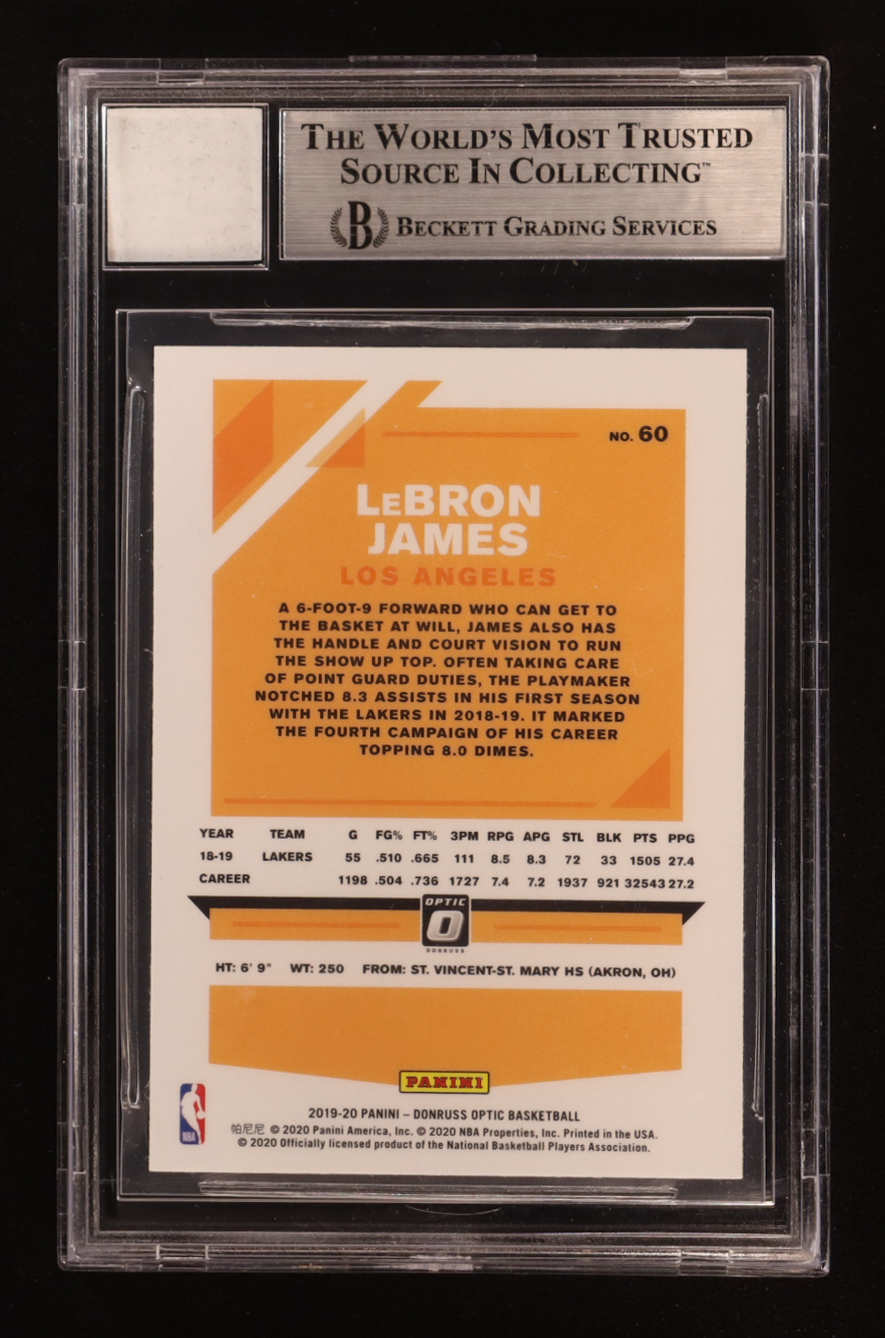 THE WORLD'S MOST TRUSTED
SOURCE IN COLLECTING™
B BECKETT GRADING SERVICES
NO. 60
LeBRON
JAMES
LOS ANGELES
A 6-FOOT-9 FORWARD WHO CAN GET TO
THE BASKET AT WILL, JAMES ALSO HAS
THE HANDLE AND COURT VISION TO RUN
THE SHOW UP TOP. OFTEN TAKING CARE
OF POINT GUARD DUTIES, THE PLAYMAKER
NOTCHED 8.3 ASSISTS IN HIS FIRST SEASON
WITH THE LAKERS IN 2018-19. IT MARKED
THE FOURTH CAMPAIGN OF HIS CAREER
TOPPING 8.0 DIMES.
YEAR TEAM G FG% FT% 3PM RPG APG STL BLK PTS PPG
18-19 LAKERS 55 .510 .665 111 8.5 8.3 72 33 1505 27.4
CAREER 1198 .504 .736 1727 7.4 7.2 1937 921 32543 27.2
OPTIC
O
DONRUSS
HT: 6' 9" WT: 250 FROM: ST. VINCENT-ST. MARY HS (AKRON, OH)
PANINI
NBA
2019-20 PANINI – DONRUSS OPTIC BASKETBALL
帕尼尼 © 2020 Panini America, Inc. © 2020 NBA Properties, Inc. Printed in the USA.
© 2020 Officially licensed product of the National Basketball Players Association.